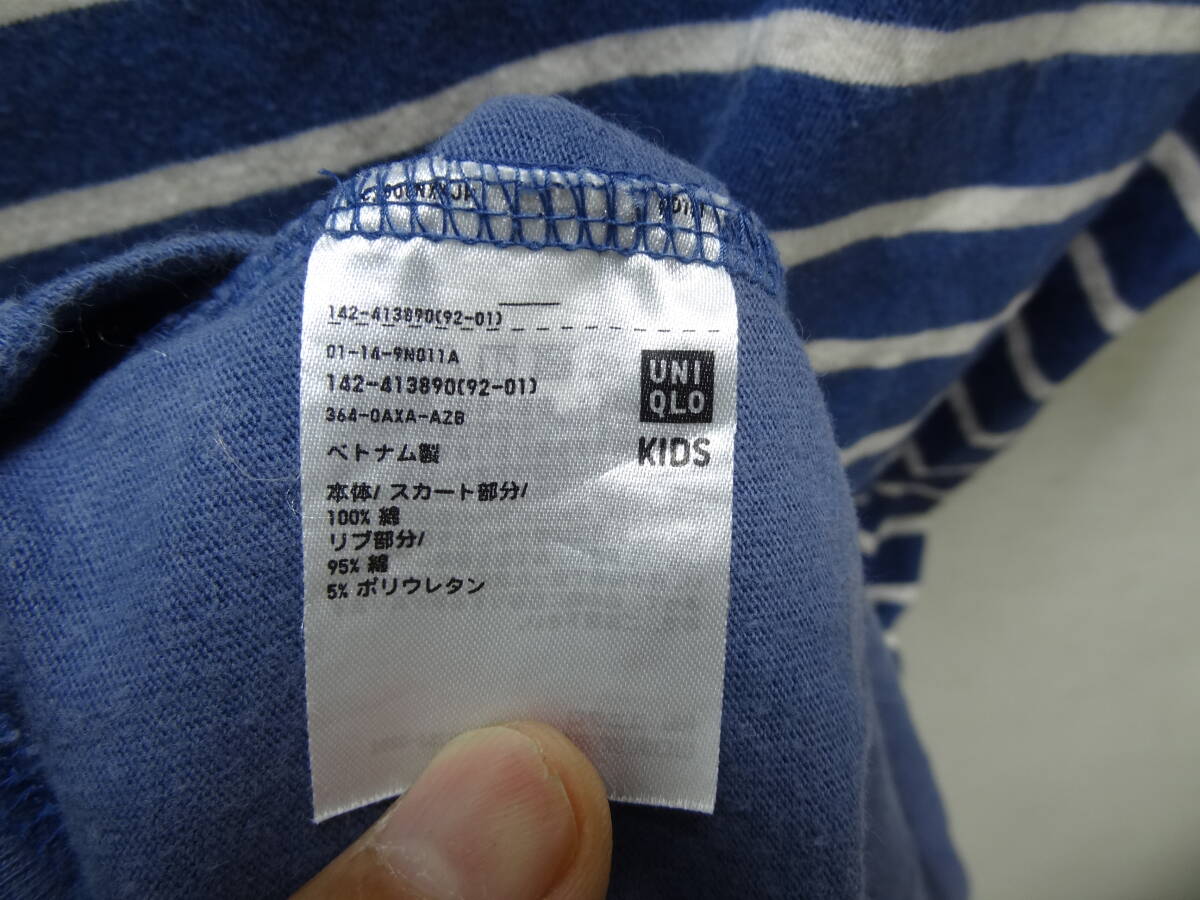 142-413890(92-01)
01-14-9N011A
142-413890(92-01)
364-0AXA-AZB
ベトナム製
本体/ スカート部分/
100% 綿
リブ部分/
95% 綿
5% ポリウレタン
UNI
QLO
KIDS